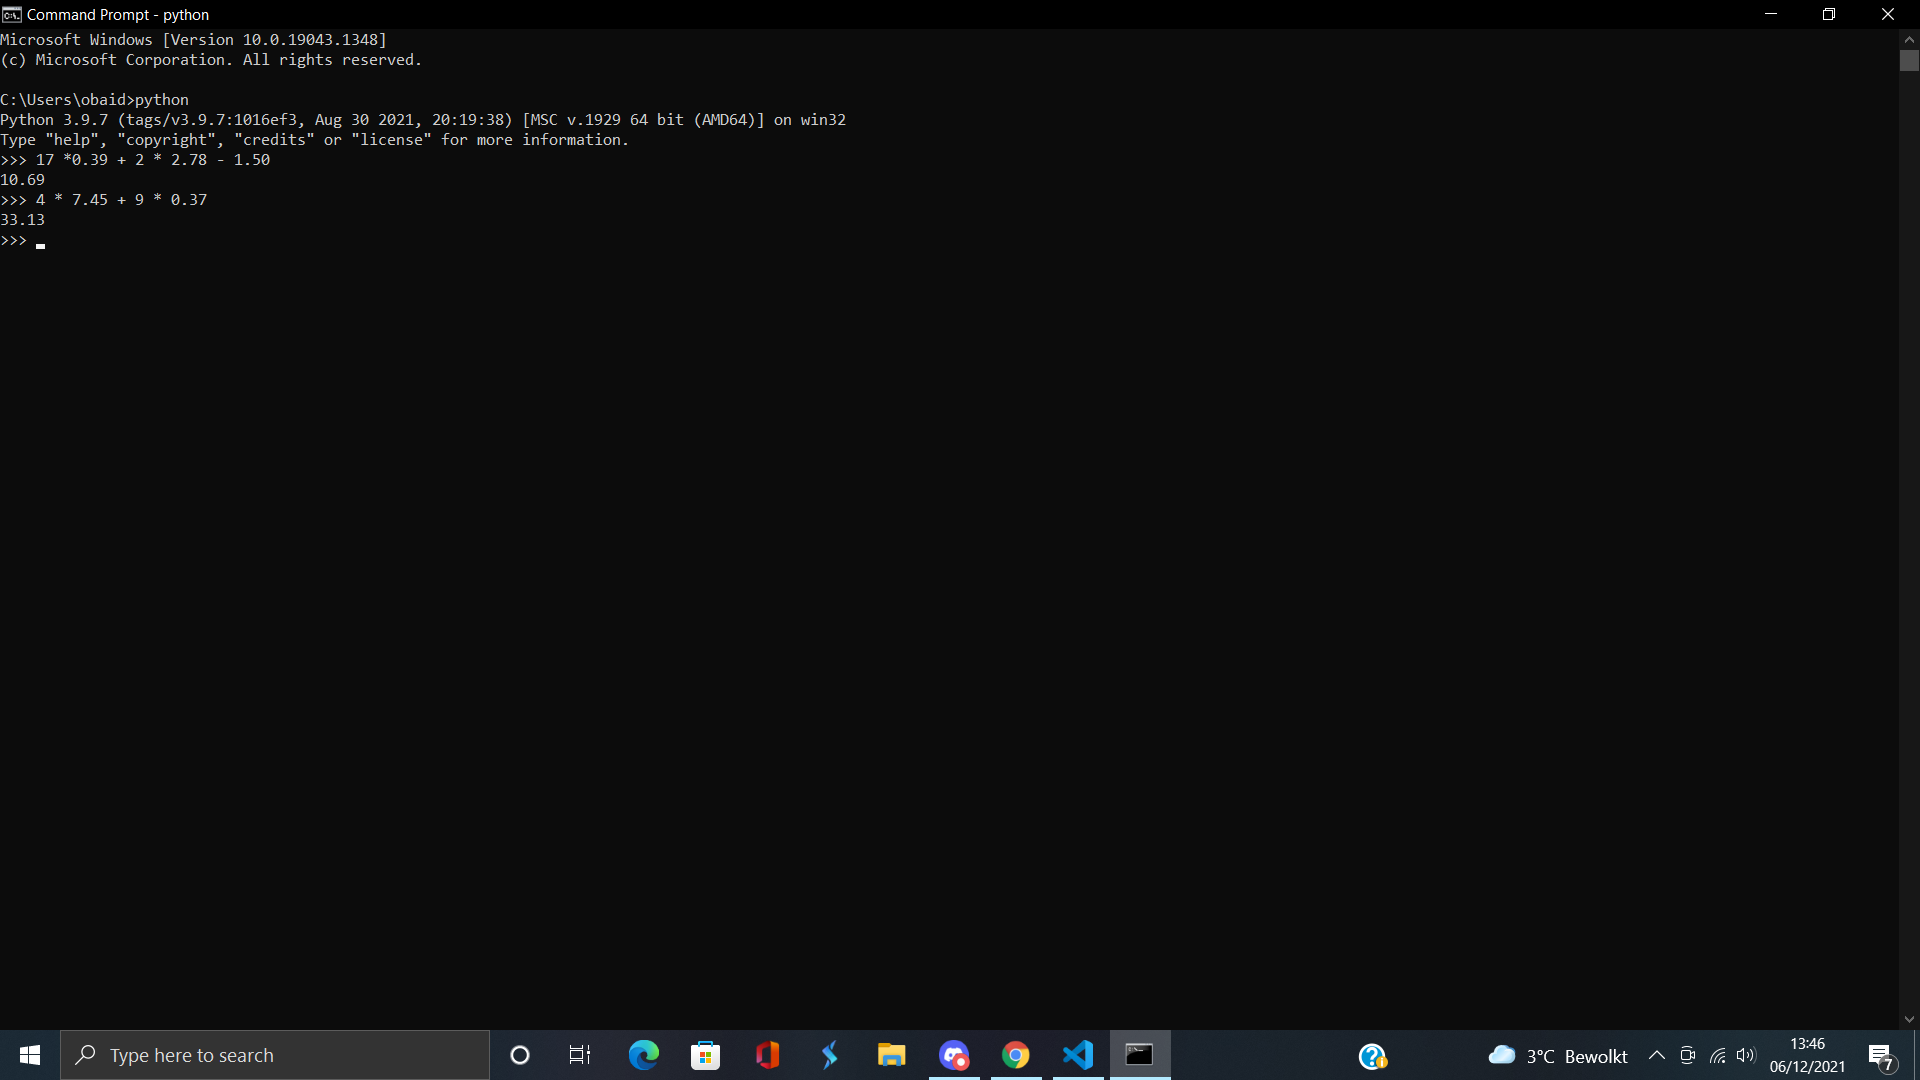 Command Prompt - python
Microsoft Windows [Version 10.0.19043.1348]
(c) Microsoft Corporation. All rights reserved.
C:\Users\obaid>python
Python 3.9.7 (tags/v3.9.7:1016ef3, Aug 30 2021, 20:19:38) [MSC v.1929 64 bit (AMD64)] on win32
Type "help", "copyright", "credits" or "license" for more information.
>>> 17 *0.39 + 2 * 2.78 - 1.50
10.69
>>> 4 * 7.45 + 9 * 0.37
33.13
>>> _
Type here to search
3°C Bewolkt
13:46
06/12/2021
7